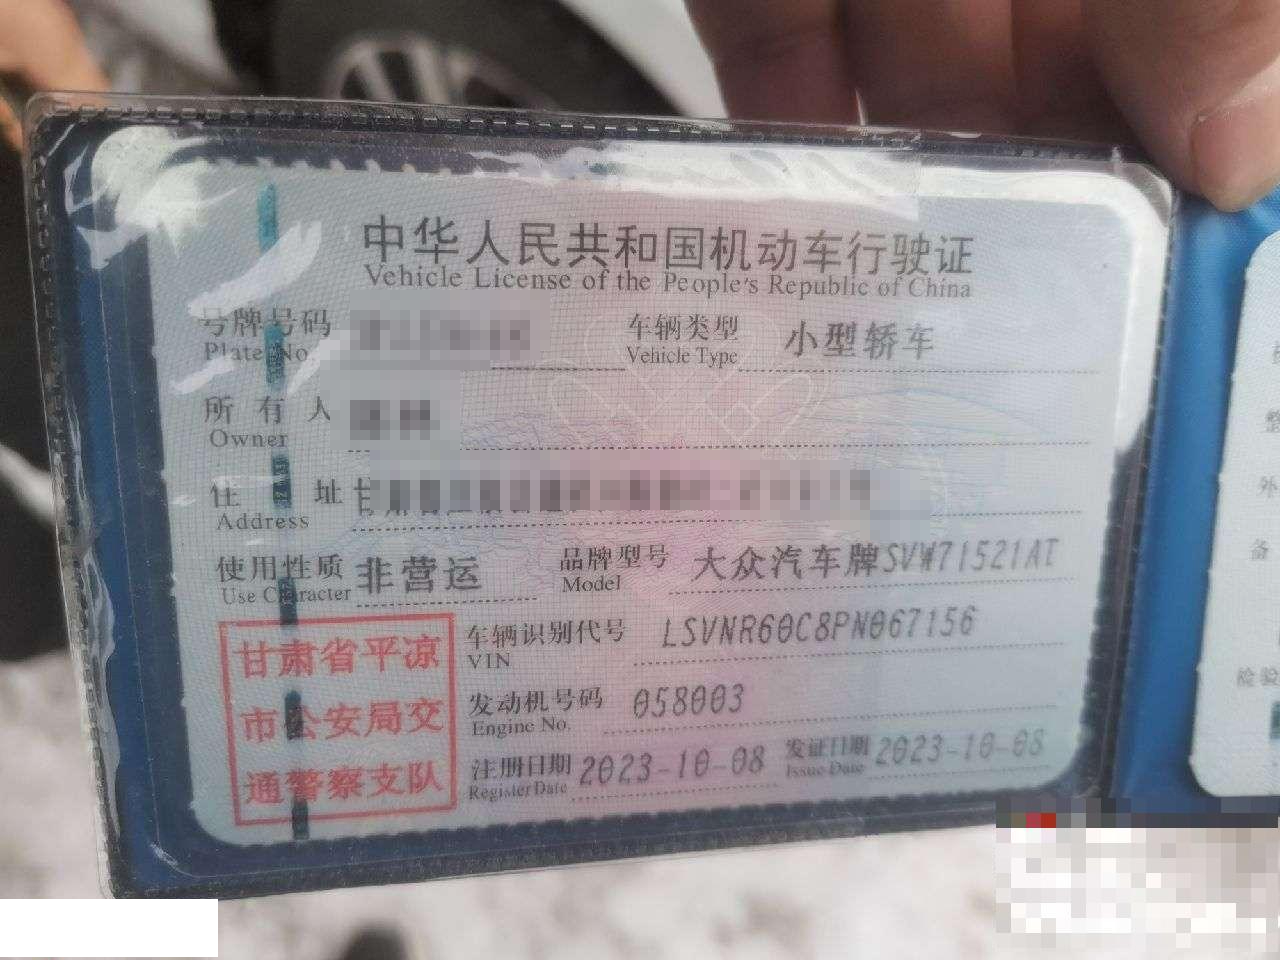 中华人民共和国机动车行驶证
Vehicle License of the People's Republic of China
号牌号码
Plate No.
车辆类型 小型轿车
Vehicle Type
所有人
Owner
住址
Address
使用性质 非营运
Use Character
品牌型号 大众汽车牌SVW71521AT
Model
车辆识别代号 LSVNR60C8PN067156
VIN
发动机号码 058003
Engine No.
注册日期 2023-10-08
Register Date
发证日期 2023-10-08
Issue Date
甘肃省平凉
市公安局交
通警察支队
检验